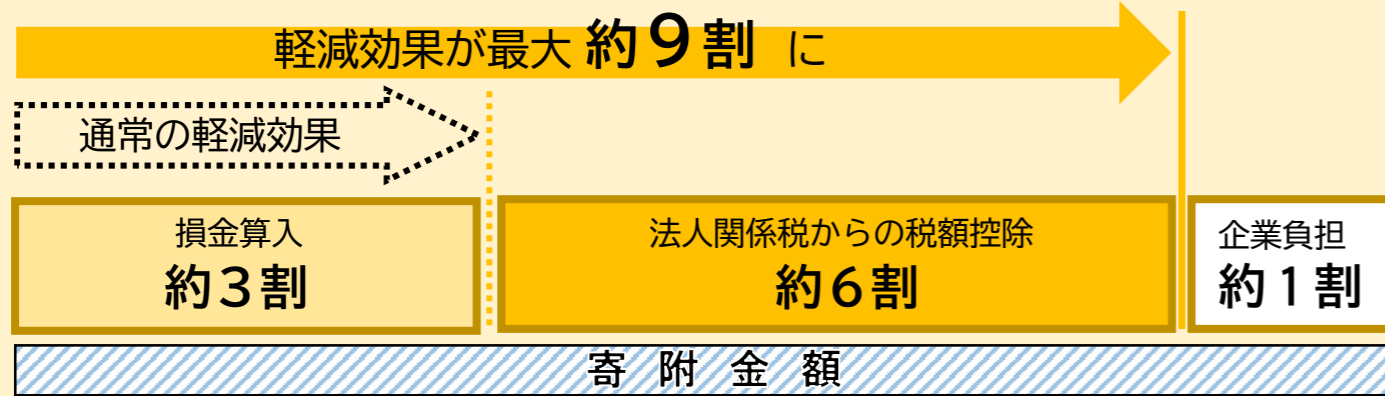 軽減効果が最大 約9割 に
通常の軽減効果
損金算入
約3割
法人関係税からの税額控除
約6割
企業負担
約1割
寄附金額